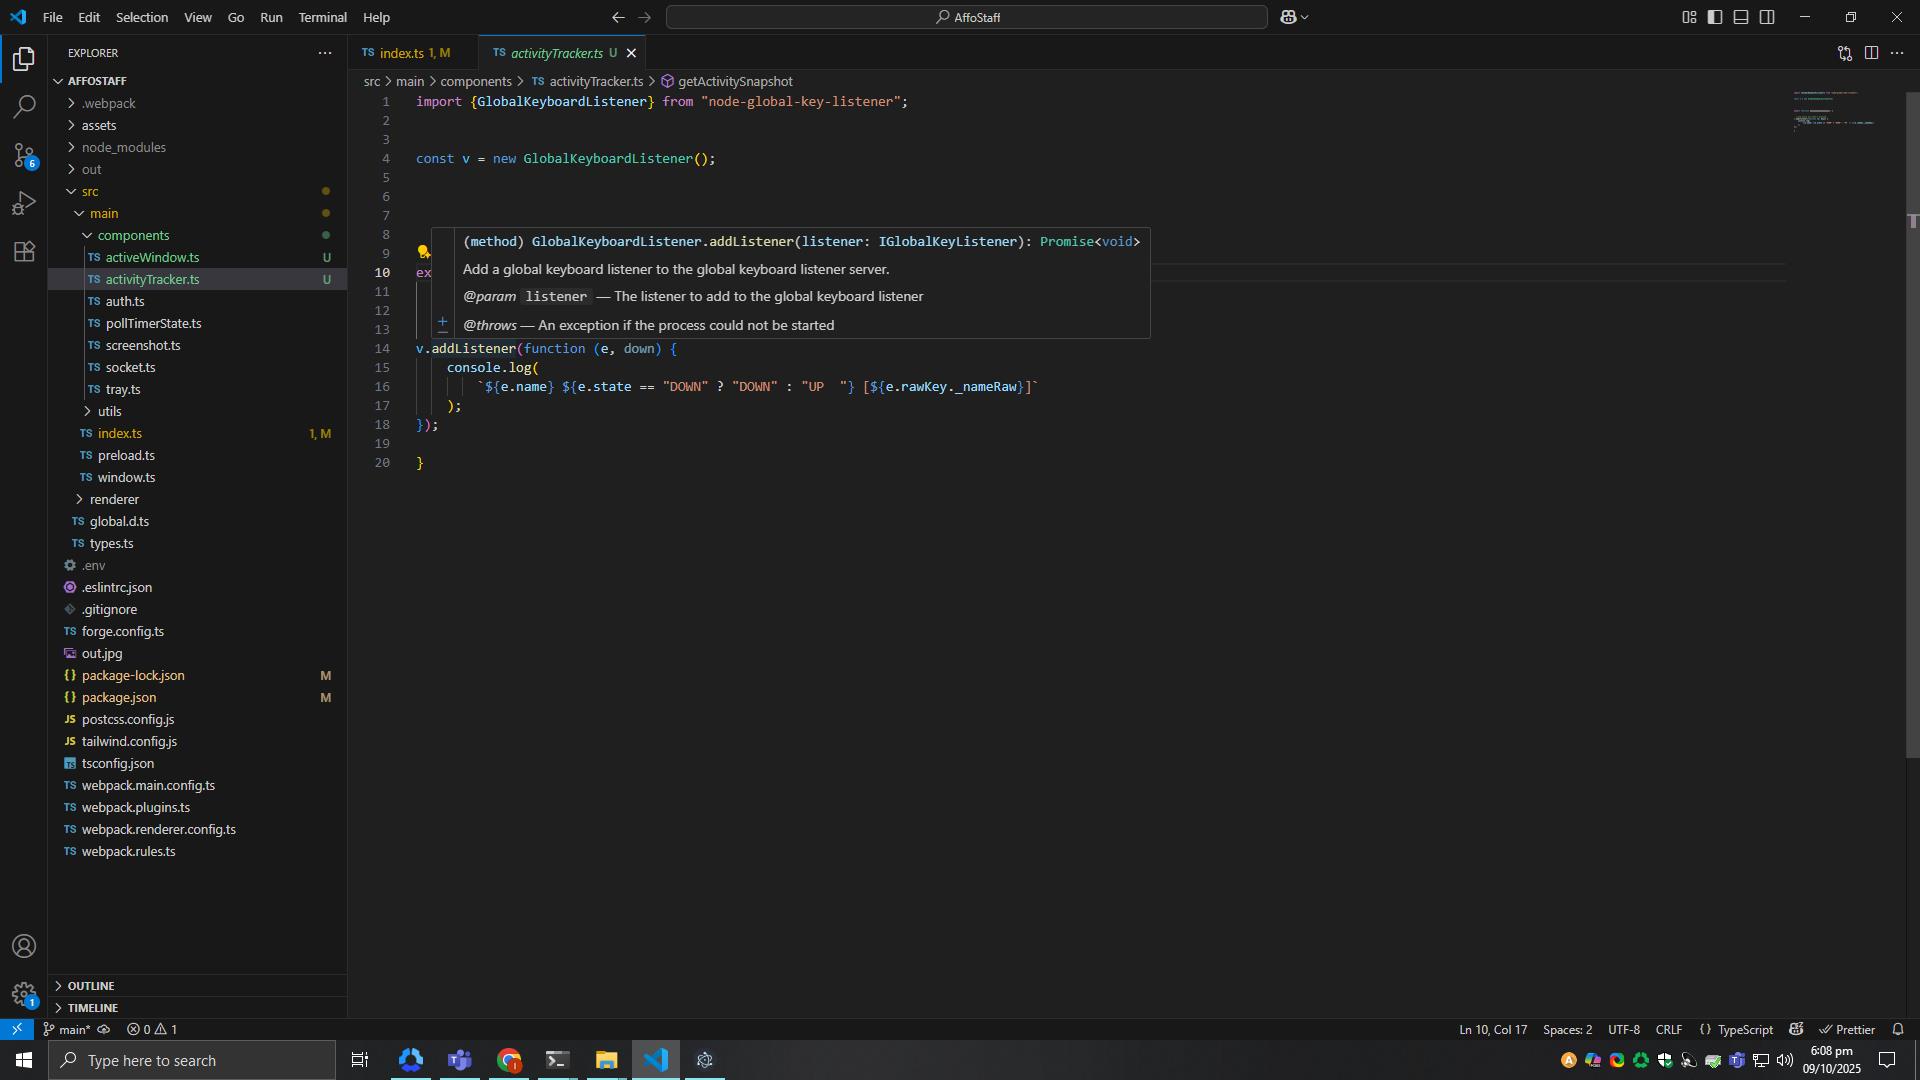 File Edit Selection View Go Run Terminal Help
AffoStaff
EXPLORER
AFFOSTAFF
.webpack
assets
node_modules
6
out
src
main
components
TS activeWindow.ts U
TS activityTracker.ts U
TS auth.ts
TS pollTimerState.ts
TS screenshot.ts
TS socket.ts
TS tray.ts
utils
TS index.ts 1, M
TS preload.ts
TS window.ts
renderer
TS global.d.ts
TS types.ts
.env
.eslintrc.json
.gitignore
TS forge.config.ts
out.jpg
{} package-lock.json M
{} package.json M
JS postcss.config.js
JS tailwind.config.js
TS tsconfig.json
TS webpack.main.config.ts
TS webpack.plugins.ts
TS webpack.renderer.config.ts
TS webpack.rules.ts
OUTLINE
1
TIMELINE
TS index.ts 1, M TS activityTracker.ts U
src > main > components > TS activityTracker.ts > getActivitySnapshot
1 import {GlobalKeyboardListener} from "node-global-key-listener";
2
3
4 const v = new GlobalKeyboardListener();
5
6
7
8
9
10 ex
11
12
13
(method) GlobalKeyboardListener.addListener(listener: IGlobalKeyListener): Promise<void>
Add a global keyboard listener to the global keyboard listener server.
@param listener — The listener to add to the global keyboard listener
@throws — An exception if the process could not be started
14 v.addListener(function (e, down) {
15 console.log(
16 `${e.name} ${e.state == "DOWN" ? "DOWN" : "UP  "} [${e.rawKey._nameRaw}]`
17 );
18 });
19
20 }
main* 0 1 Ln 10, Col 17 Spaces: 2 UTF-8 CRLF {} TypeScript Prettier
Type here to search
6:08 pm
09/10/2025